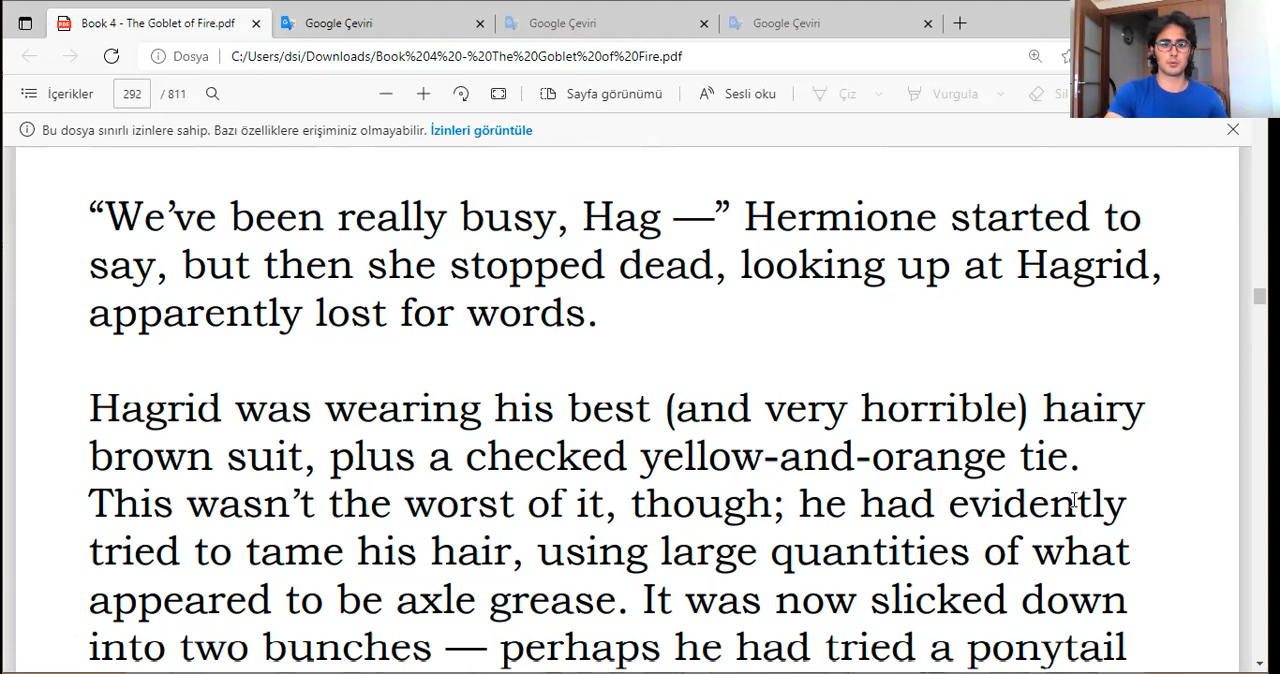 Book 4 - The Goblet of Fire.pdf
Google Çeviri
Google Çeviri
Google Çeviri
Dosya
C:/Users/dsi/Downloads/Book%204%20-%20The%20Goblet%20of%20Fire.pdf
İçerikler
292
/ 811
Sayfa görünümü
Sesli oku
Çiz
Vurgula
Bu dosya sınırlı izinlere sahip. Bazı özelliklere erişiminiz olmayabilir. İzinleri görüntüle
“We’ve been really busy, Hag —” Hermione started to
say, but then she stopped dead, looking up at Hagrid,
apparently lost for words.
Hagrid was wearing his best (and very horrible) hairy
brown suit, plus a checked yellow-and-orange tie.
This wasn’t the worst of it, though; he had evidently
tried to tame his hair, using large quantities of what
appeared to be axle grease. It was now slicked down
into two bunches — perhaps he had tried a ponytail